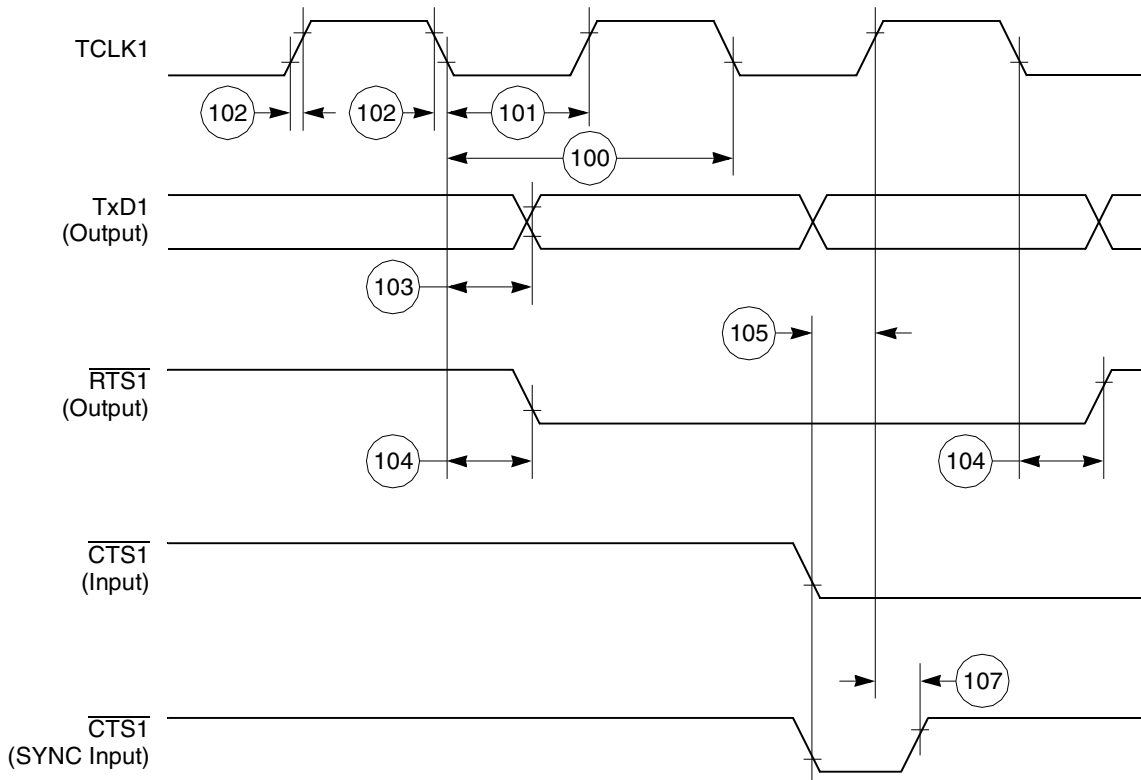 TCLK1
102
102
101
100
TxD1
(Output)
103
105
RTS1
(Output)
104
104
CTS1
(Input)
107
CTS1
(SYNC Input)